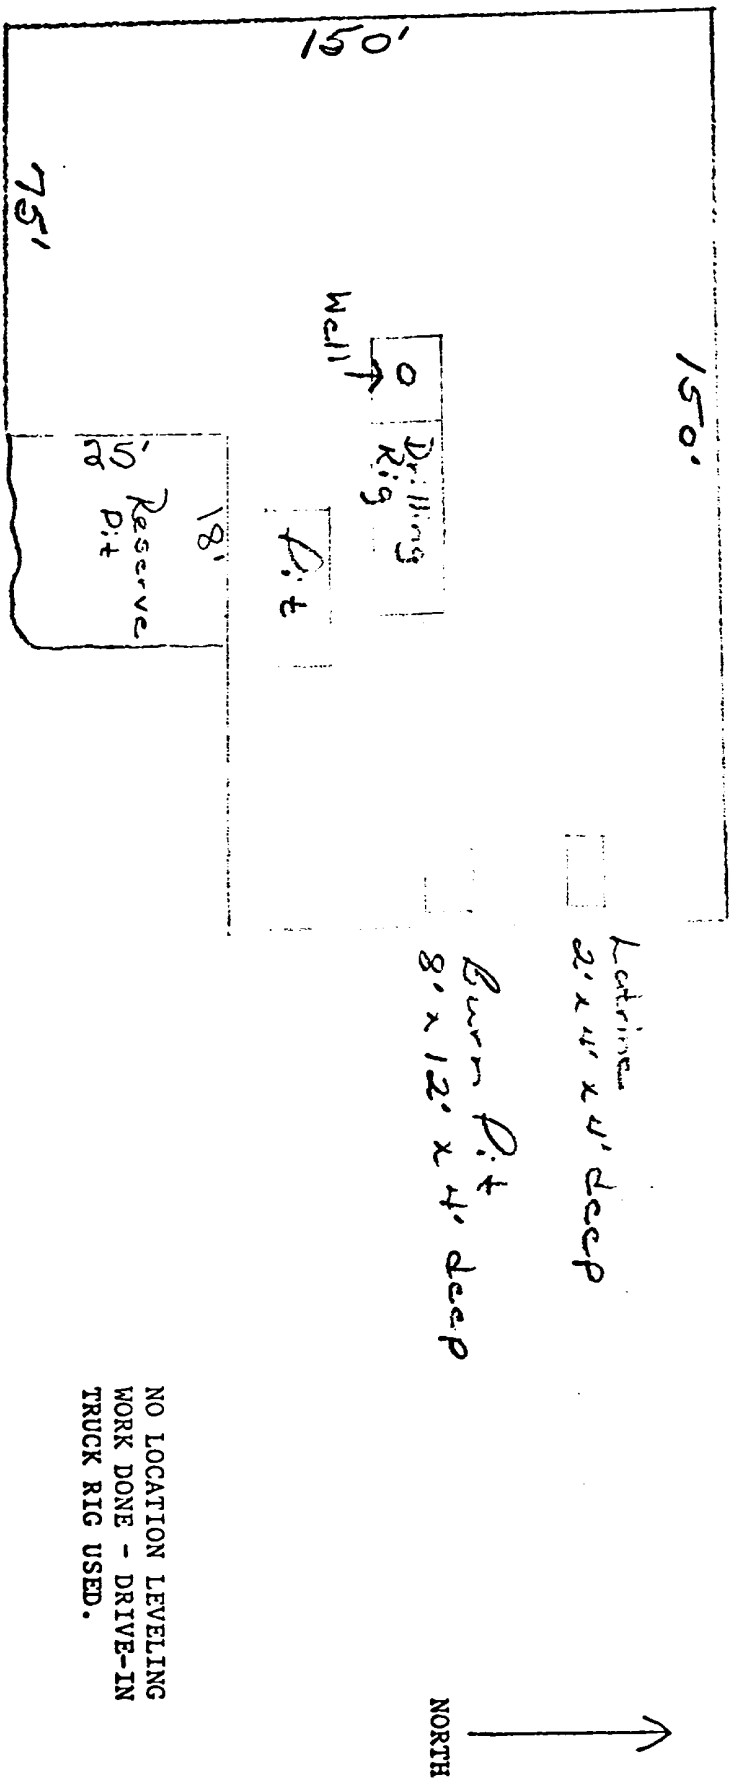 150'
150'
75'
Well
O
Drilling
Rig
Pit
25'
18'
Reserve
Pit
Latrine
2' x 4' x 4' deep
Burn Pit
8' x 12' x 4' deep
NO LOCATION LEVELING
WORK DONE - DRIVE-IN
TRUCK RIG USED.
NORTH